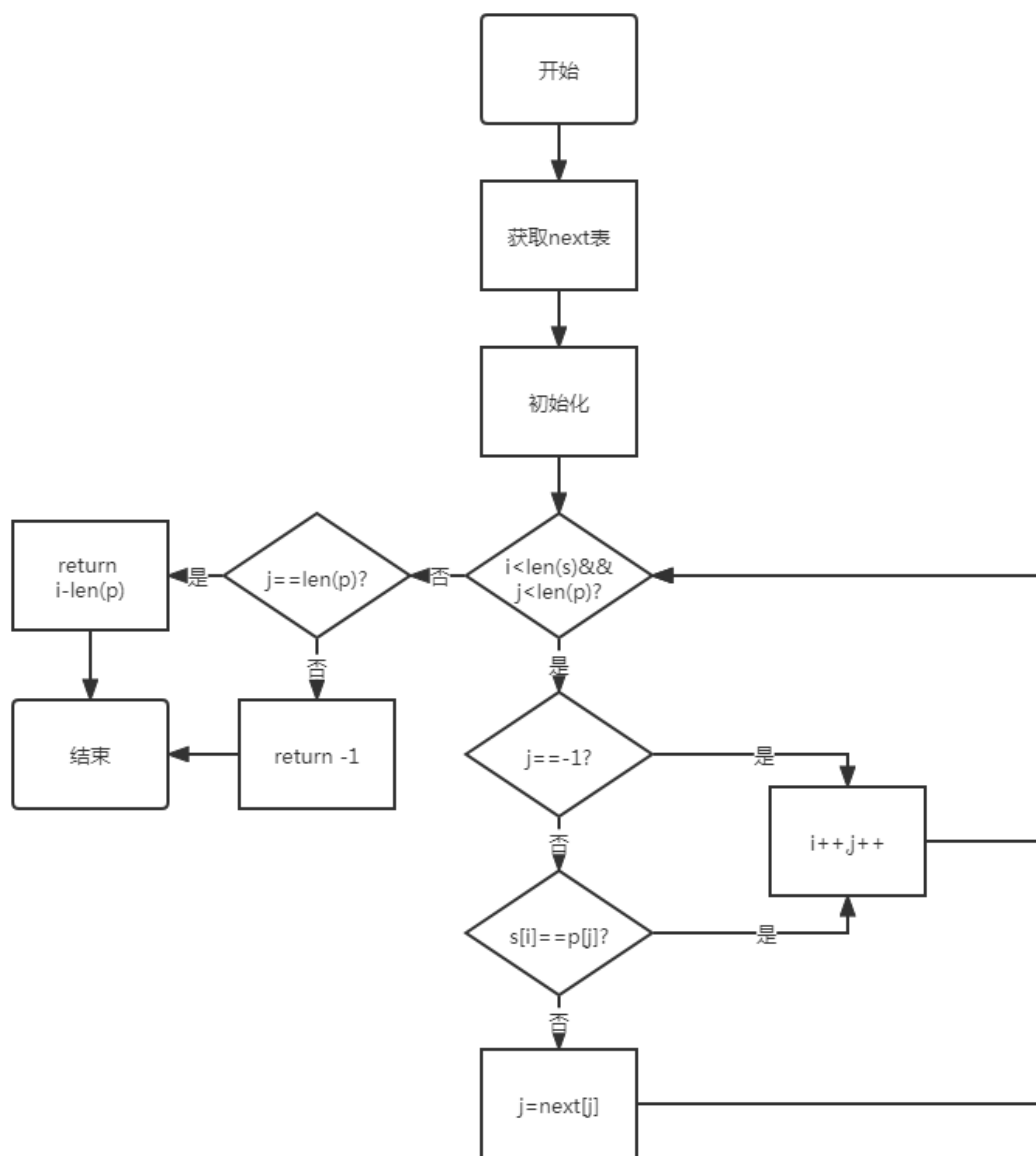 开始
获取next表
初始化
i<len(s)&&
j<len(p)?
否
j==len(p)?
是
return
i-len(p)
否
return -1
结束
是
j==-1?
是
i++,j++
否
s[i]==p[j]?
是
否
j=next[j]